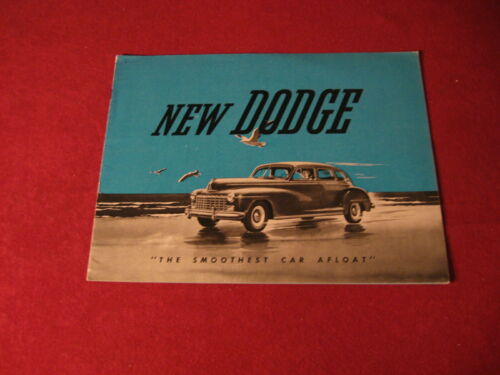 NEW DODGE
"THE SMOOTHEST CAR AFLOAT"